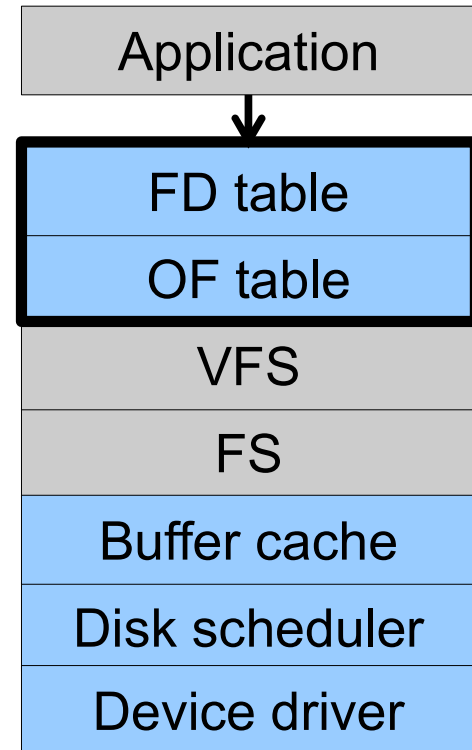 Application
FD table
OF table
VFS
FS
Buffer cache
Disk scheduler
Device driver